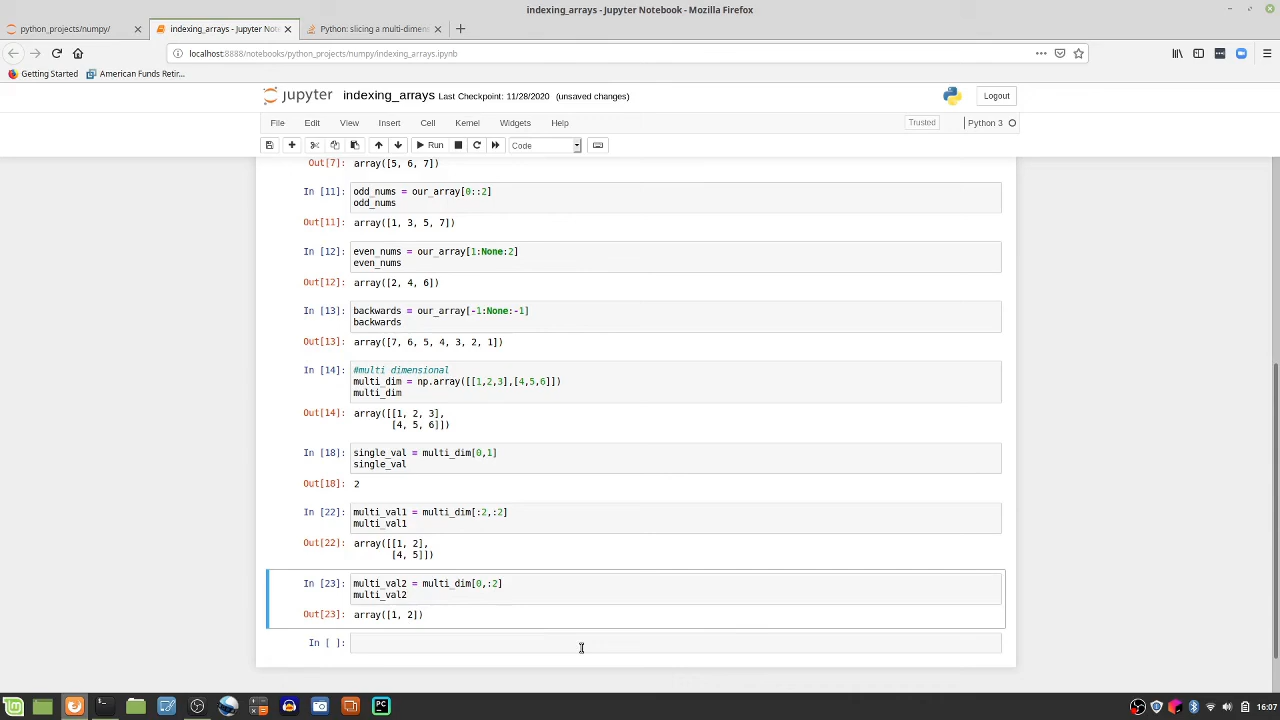 indexing_arrays - Jupyter Notebook - Mozilla Firefox
python_projects/numpy/
indexing_arrays - Jupyter Note
Python: slicing a multi-dimens
localhost:8888/notebooks/python_projects/numpy/indexing_arrays.ipynb
Getting Started
American Funds Retir...
jupyter indexing_arrays Last Checkpoint: 11/28/2020 (unsaved changes)
Logout
File Edit View Insert Cell Kernel Widgets Help
Trusted
Python 3
Run
Code
Out[7]: array([5, 6, 7])
In [11]: odd_nums = our_array[0::2]
odd_nums
Out[11]: array([1, 3, 5, 7])
In [12]: even_nums = our_array[1:None:2]
even_nums
Out[12]: array([2, 4, 6])
In [13]: backwards = our_array[-1:None:-1]
backwards
Out[13]: array([7, 6, 5, 4, 3, 2, 1])
In [14]: #multi dimensional
multi_dim = np.array([[1,2,3],[4,5,6]])
multi_dim
Out[14]: array([[1, 2, 3],
[4, 5, 6]])
In [18]: single_val = multi_dim[0,1]
single_val
Out[18]: 2
In [22]: multi_val1 = multi_dim[:2,:2]
multi_val1
Out[22]: array([[1, 2],
[4, 5]])
In [23]: multi_val2 = multi_dim[0,:2]
multi_val2
Out[23]: array([1, 2])
In [ ]:
16:07